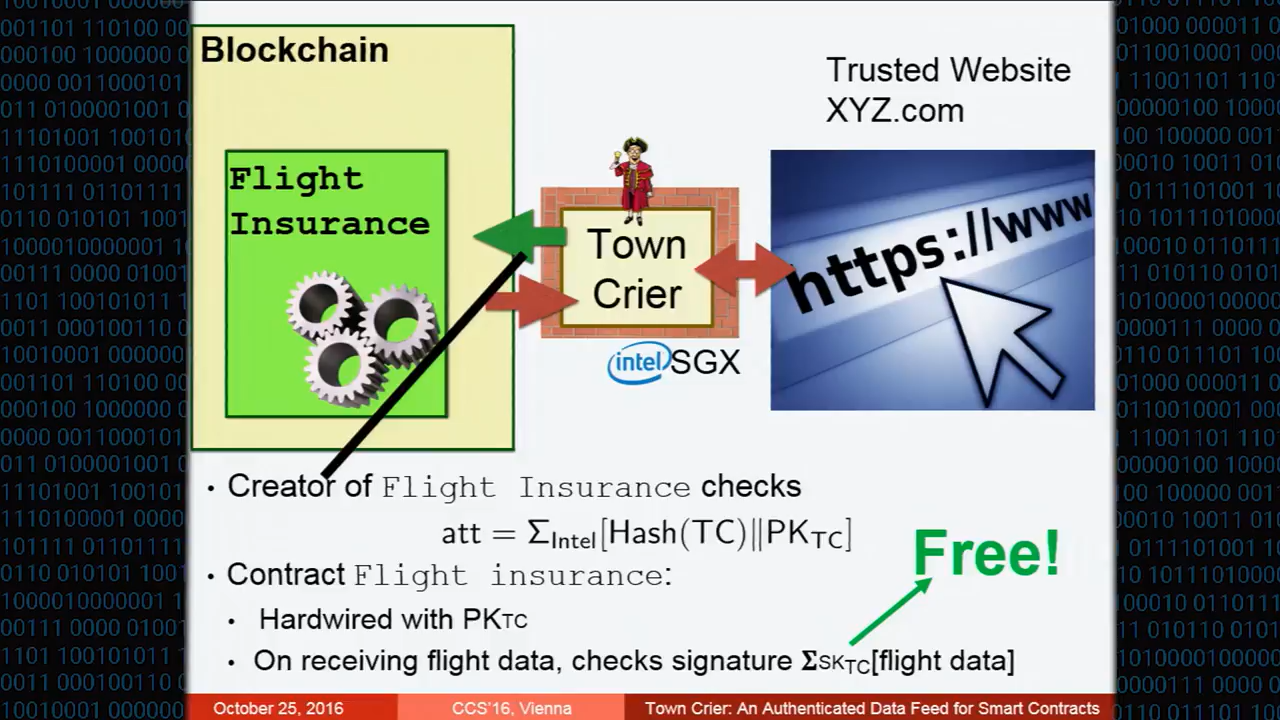 Blockchain
Trusted Website
XYZ.com
Flight
Insurance
Town
Crier
https://www
intel SGX
• Creator of Flight Insurance checks
att = Σ_Intel[Hash(TC)‖PK_TC]
Free!
• Contract Flight insurance:
• Hardwired with PK_TC
• On receiving flight data, checks signature Σ_SK_TC[flight data]
October 25, 2016 CCS'16, Vienna Town Crier: An Authenticated Data Feed for Smart Contracts